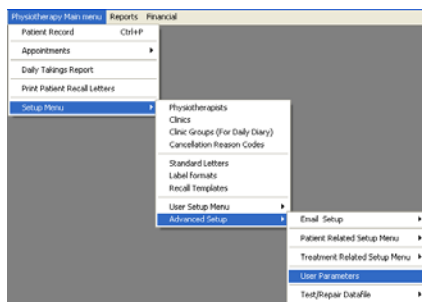 Physiotherapy Main menu Reports Financial
Patient Record Ctrl+P
Appointments
Daily Takings Report
Print Patient Recall Letters
Setup Menu
Physiotherapists
Clinics
Clinic Groups (For Daily Diary)
Cancellation Reason Codes
Standard Letters
Label formats
Recall Templates
User Setup Menu
Advanced Setup
Email Setup
Patient Related Setup Menu
Treatment Related Setup Menu
User Parameters
Test/Repair Datafile